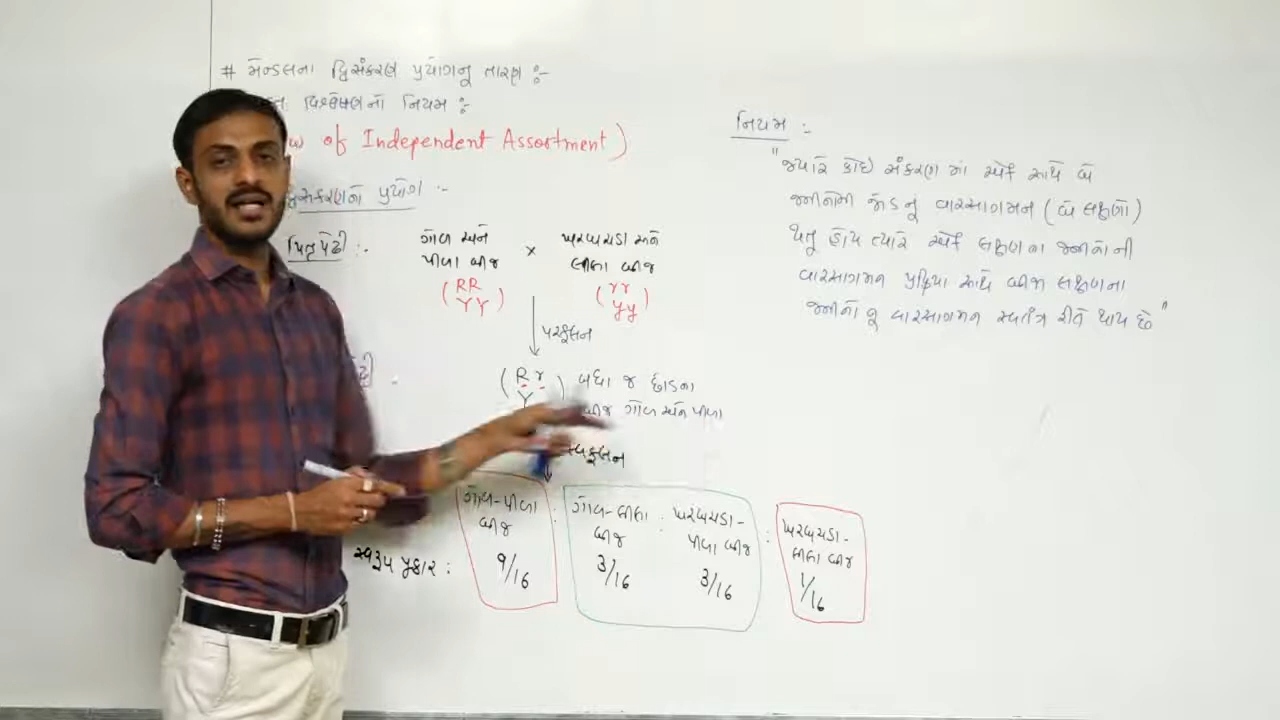 # મેન્ડલના દ્વિસંકરણ પ્રયોગનું તારણ :-
વિશ્લેષણનો નિયમ :-
of Independent Assortment)
દ્વિસંકરણનો પ્રયોગ :-
પિતૃપેઢી :-
ગોળ અને
પીળા બીજ
(RR
YY)
×
ખરબચડા અને
લીલા બીજ
(rr
yy)
પરફલન
(Rr
Y
)
બધા જ છોડના
બીજ ગોળ અને પીળા
સ્વફલન
સ્વરૂપ પ્રકાર :
ગોળ-પીળા
બીજ
9/16
:
ગોળ-લીલા
બીજ
3/16
:
ખરબચડા-
પીળા બીજ
3/16
:
ખરબચડા-
લીલા બીજ
1/16
નિયમ :-
"જ્યારે કોઇ સંકરણ માં એક સાથે બે
જનીનની જોડનું વારસાગમન (બે લક્ષણો)
થતુ હોય ત્યારે એક લક્ષણના જનીનોની
વારસાગમન પ્રક્રિયા સાથે બીજા લક્ષણના
જનીનોનુ વારસાગમન સ્વતંત્ર રીતે થાય છે"